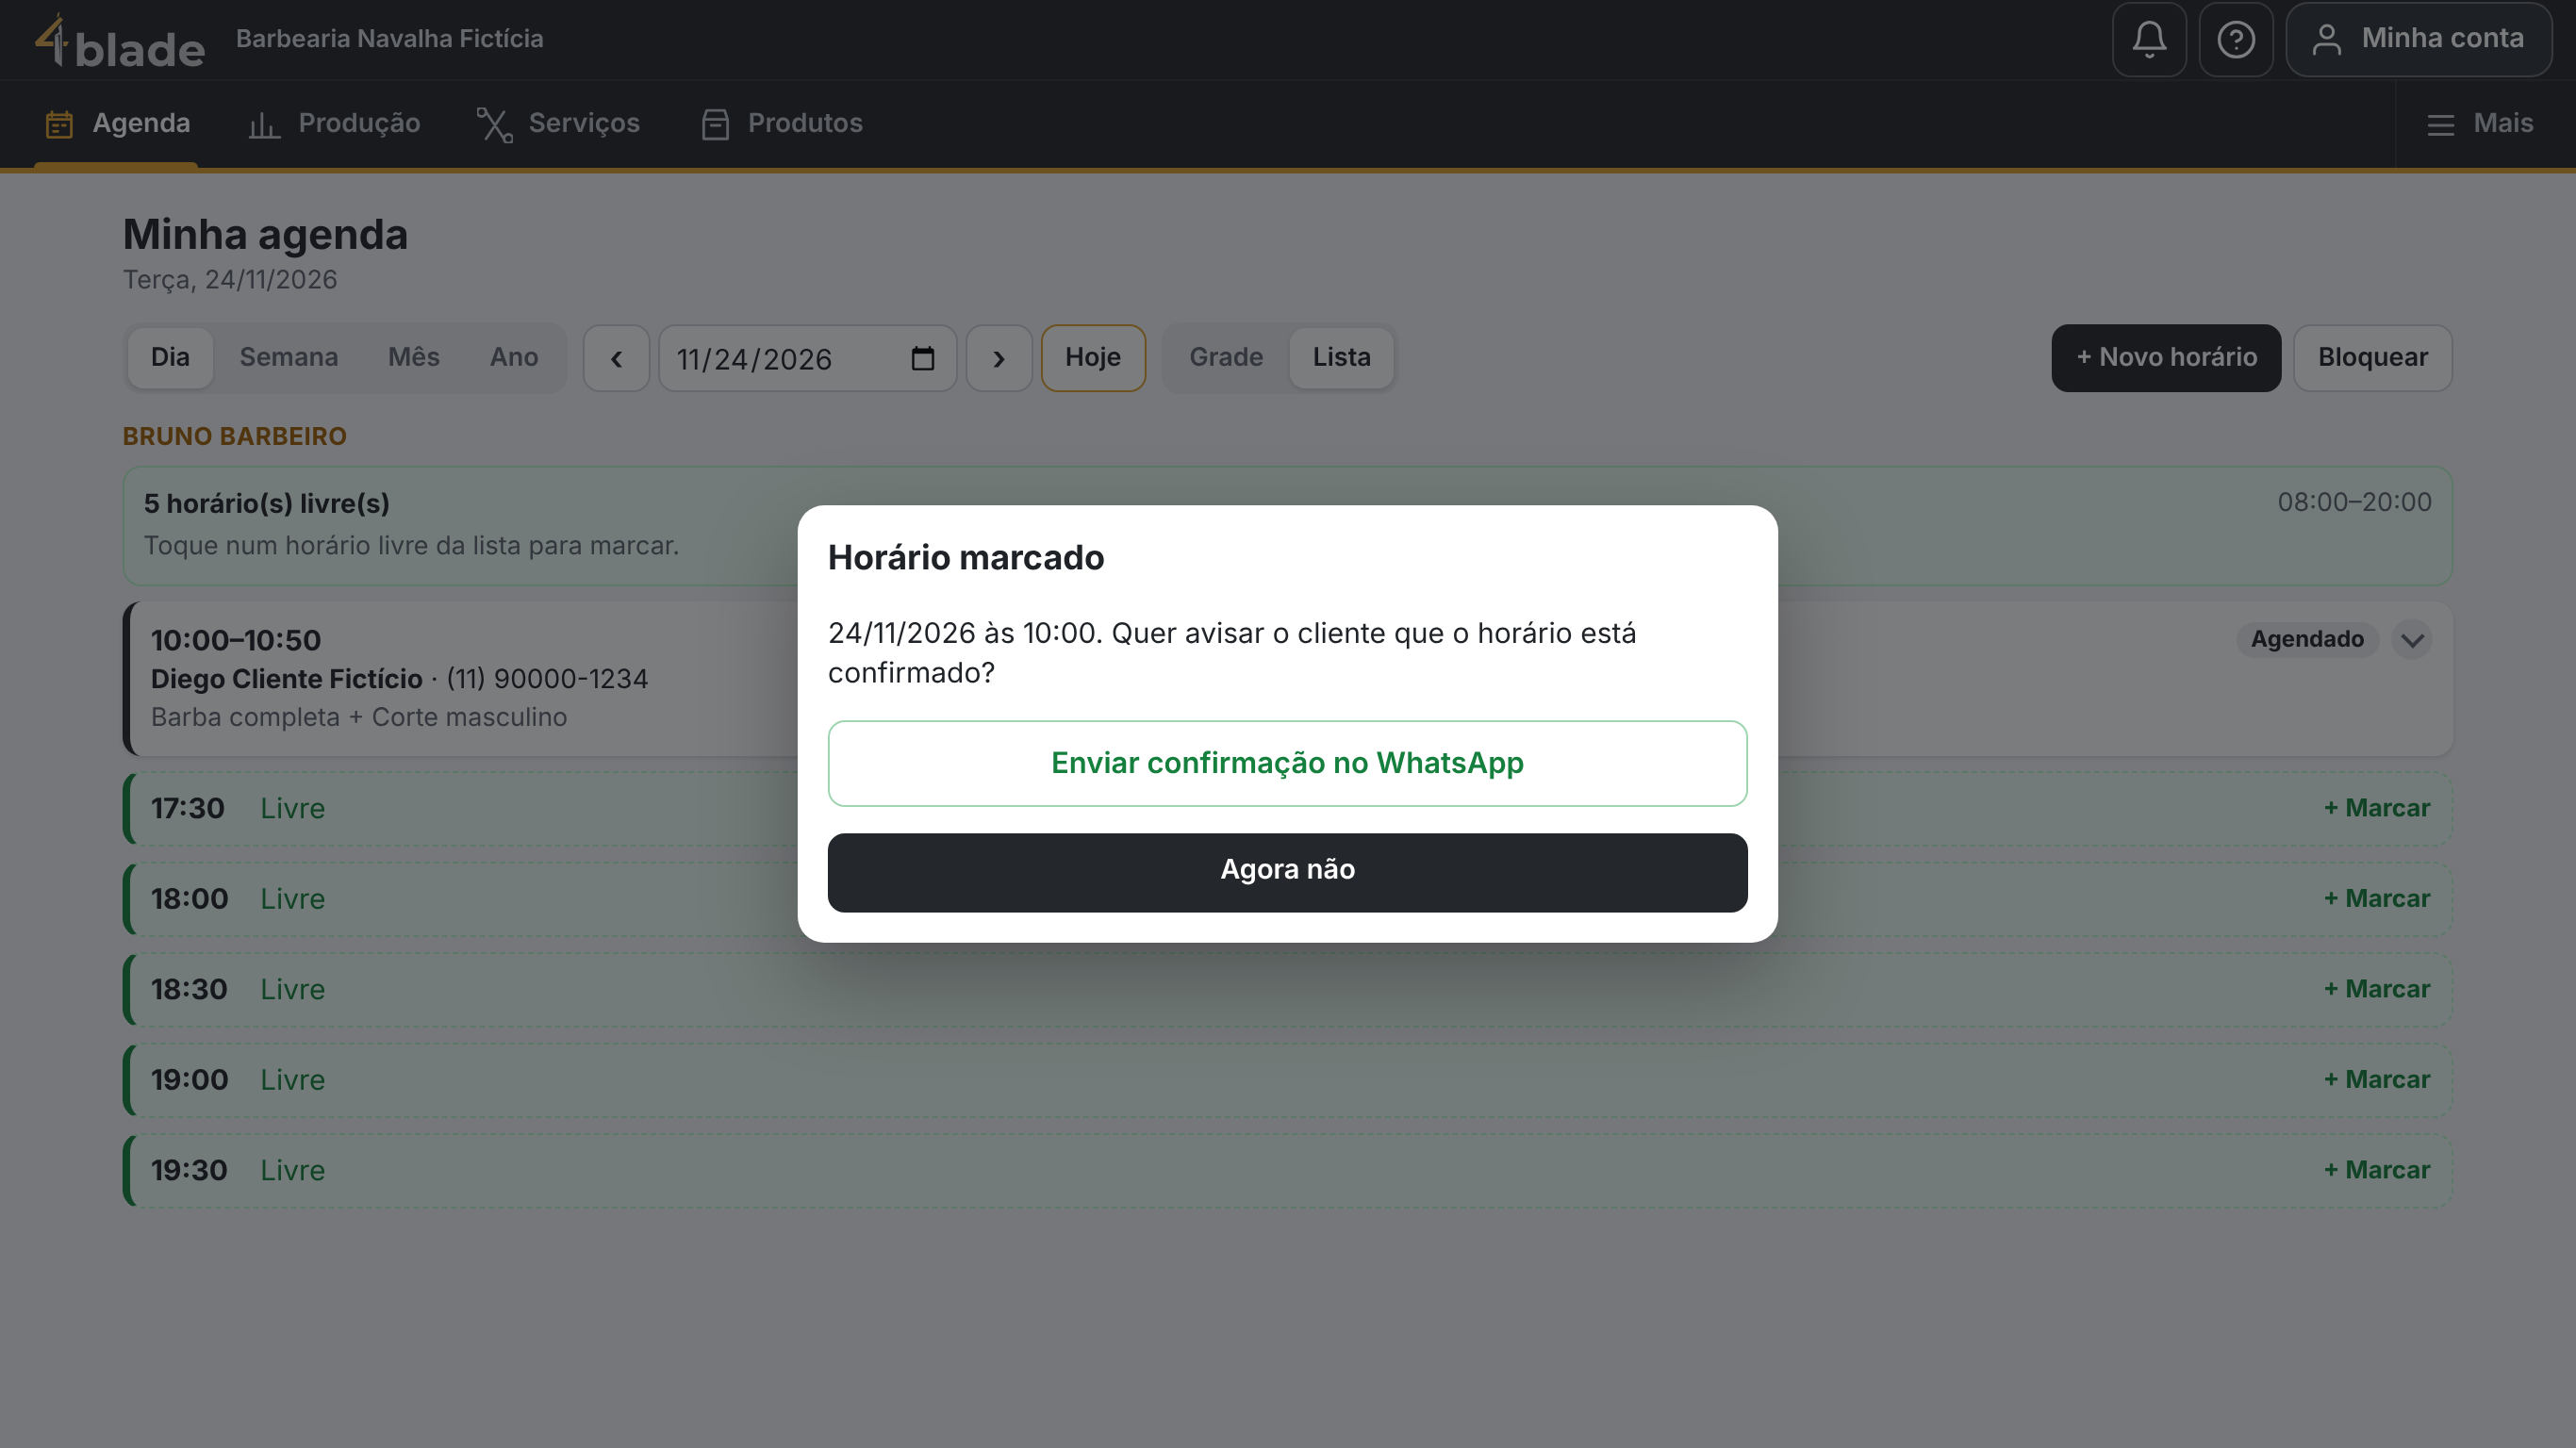 4blade
Barbearia Navalha Fictícia
Minha conta
Agenda
Produção
Serviços
Produtos
Mais
Minha agenda
Terça, 24/11/2026
Dia
Semana
Mês
Ano
‹
11/24/2026
›
Hoje
Grade
Lista
+ Novo horário
Bloquear
BRUNO BARBEIRO
5 horário(s) livre(s)
08:00–20:00
Toque num horário livre da lista para marcar.
10:00–10:50
Agendado
Diego Cliente Fictício · (11) 90000-1234
Barba completa + Corte masculino
Horário marcado
24/11/2026 às 10:00. Quer avisar o cliente que o horário está
confirmado?
Enviar confirmação no WhatsApp
Agora não
17:30 Livre + Marcar
18:00 Livre + Marcar
18:30 Livre + Marcar
19:00 Livre + Marcar
19:30 Livre + Marcar